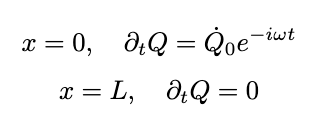 x = 0, ∂ₜQ = Q̇₀e^{-iωt}
x = L, ∂ₜQ = 0